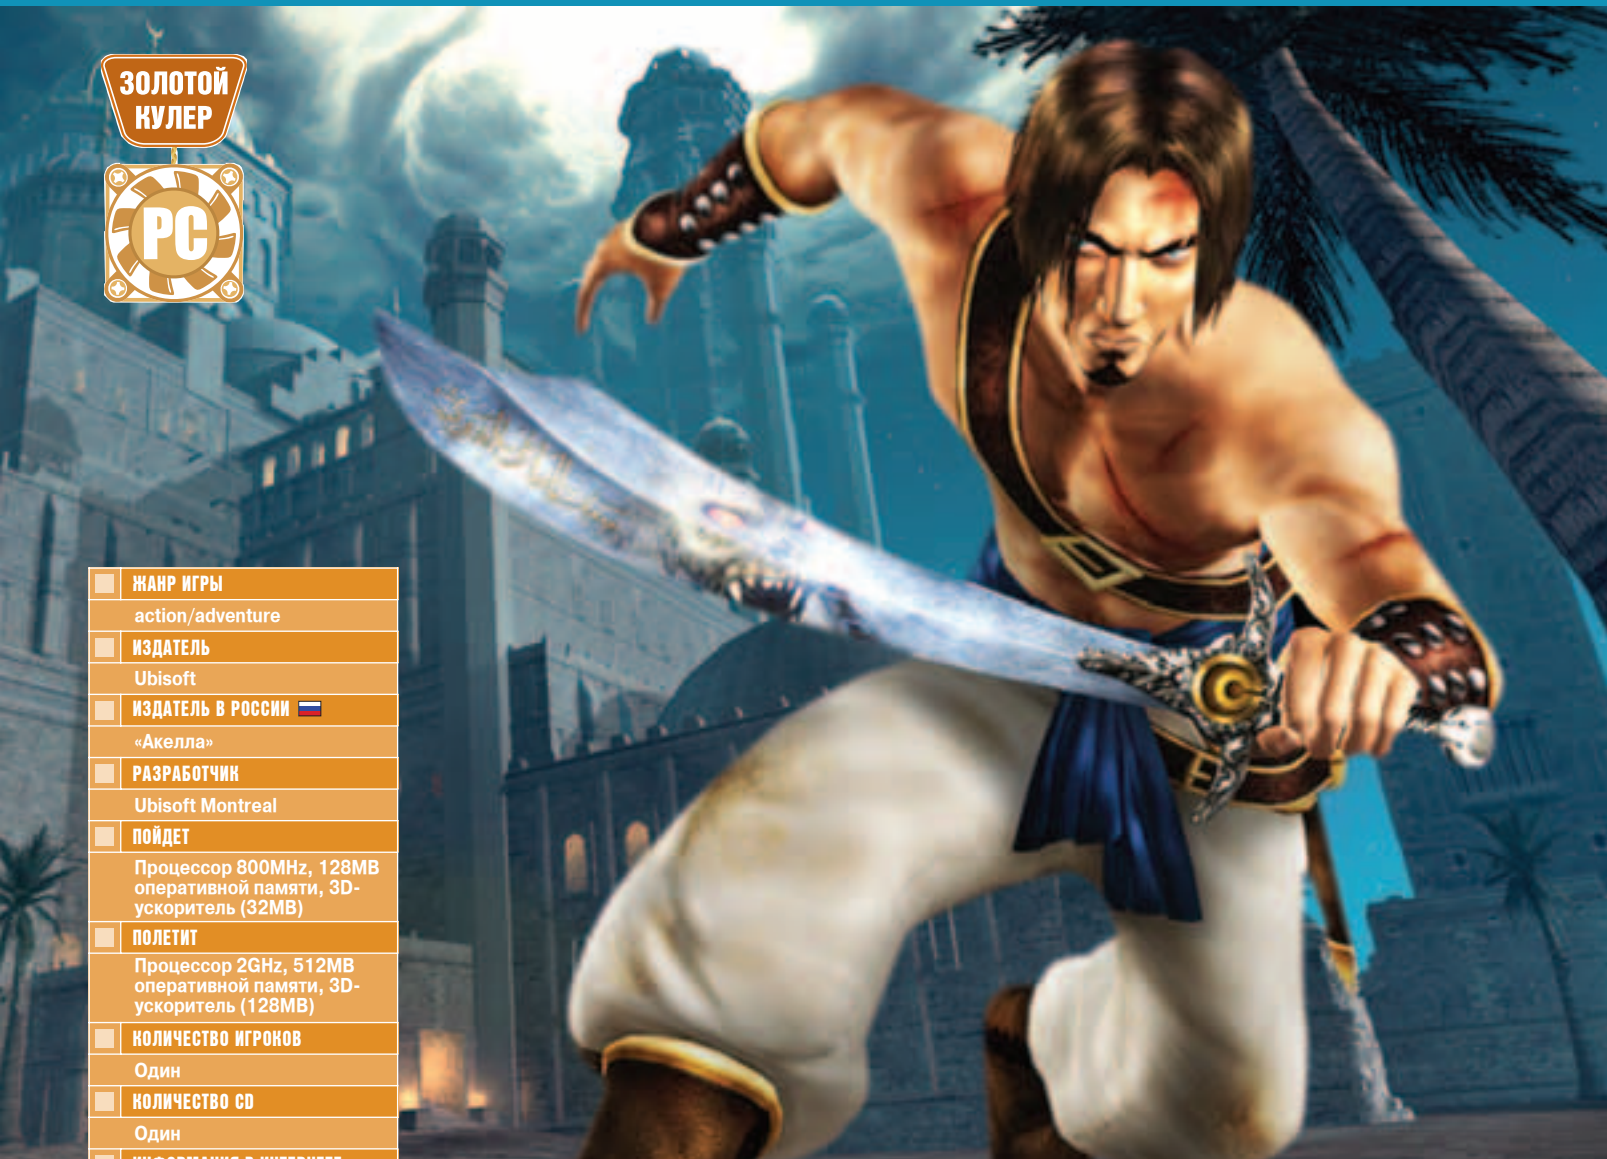 ЗОЛОТОЙ
КУЛЕР
PC
ЖАНР ИГРЫ
action/adventure
ИЗДАТЕЛЬ
Ubisoft
ИЗДАТЕЛЬ В РОССИИ
«Акелла»
РАЗРАБОТЧИК
Ubisoft Montreal
ПОЙДЕТ
Процессор 800MHz, 128MB
оперативной памяти, 3D-
ускоритель (32MB)
ПОЛЕТИТ
Процессор 2GHz, 512MB
оперативной памяти, 3D-
ускоритель (128MB)
КОЛИЧЕСТВО ИГРОКОВ
Один
КОЛИЧЕСТВО CD
Один
ИНФОРМАЦИЯ В ИНТЕРНЕТЕ